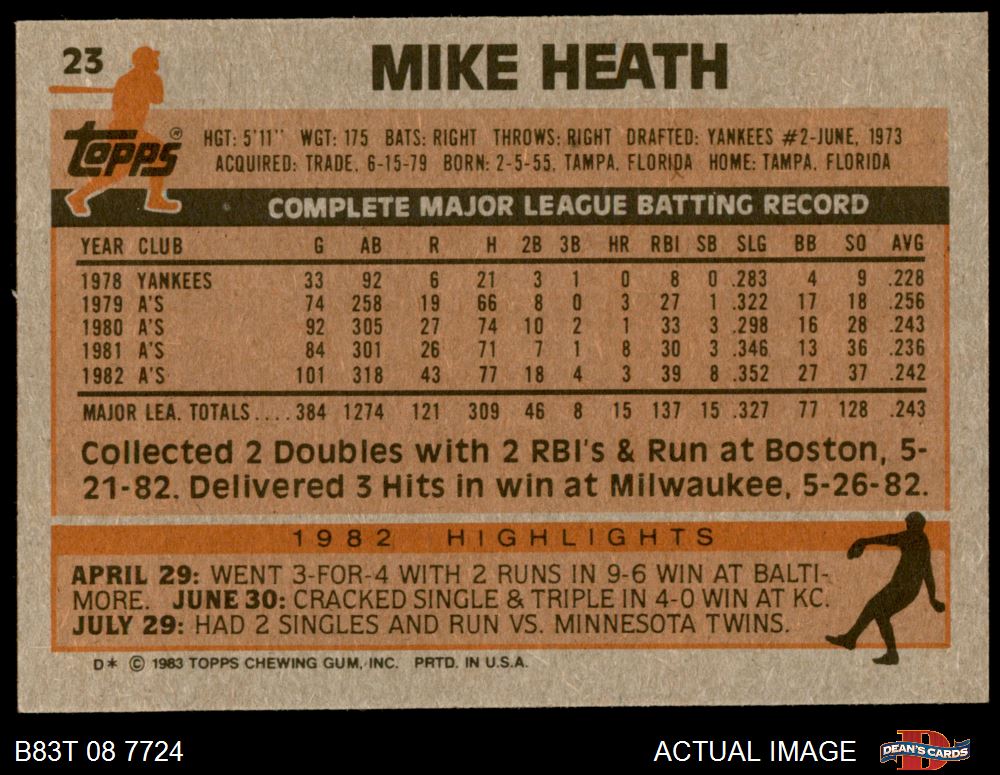 23
MIKE HEATH
topps®
HGT: 5'11" WGT: 175 BATS: RIGHT THROWS: RIGHT DRAFTED: YANKEES #2-JUNE, 1973
ACQUIRED: TRADE, 6-15-79 BORN: 2-5-55, TAMPA, FLORIDA HOME: TAMPA, FLORIDA
COMPLETE MAJOR LEAGUE BATTING RECORD
YEAR CLUB G AB R H 2B 3B HR RBI SB SLG BB SO AVG
1978 YANKEES 33 92 6 21 3 1 0 8 0 .283 4 9 .228
1979 A'S 74 258 19 66 8 0 3 27 1 .322 17 18 .256
1980 A'S 92 305 27 74 10 2 1 33 3 .298 16 28 .243
1981 A'S 84 301 26 71 7 1 8 30 3 .346 13 36 .236
1982 A'S 101 318 43 77 18 4 3 39 8 .352 27 37 .242
MAJOR LEA. TOTALS.... 384 1274 121 309 46 8 15 137 15 .327 77 128 .243
Collected 2 Doubles with 2 RBI's & Run at Boston, 5-
21-82. Delivered 3 Hits in win at Milwaukee, 5-26-82.
1982 HIGHLIGHTS
APRIL 29: WENT 3-FOR-4 WITH 2 RUNS IN 9-6 WIN AT BALTI-
MORE. JUNE 30: CRACKED SINGLE & TRIPLE IN 4-0 WIN AT KC.
JULY 29: HAD 2 SINGLES AND RUN VS. MINNESOTA TWINS.
D* © 1983 TOPPS CHEWING GUM, INC. PRTD. IN U.S.A.
B83T 08 7724
ACTUAL IMAGE
D
DEAN'S CARDS